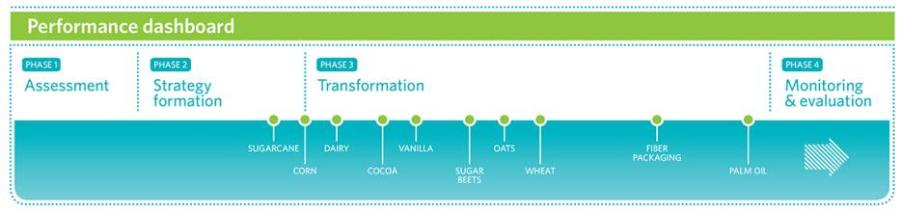 Performance dashboard
PHASE 1
Assessment
PHASE 2
Strategy
formation
PHASE 3
Transformation
PHASE 4
Monitoring
& evaluation
SUGARCANE
CORN
DAIRY
COCOA
VANILLA
SUGAR
BEETS
OATS
WHEAT
FIBER
PACKAGING
PALM OIL